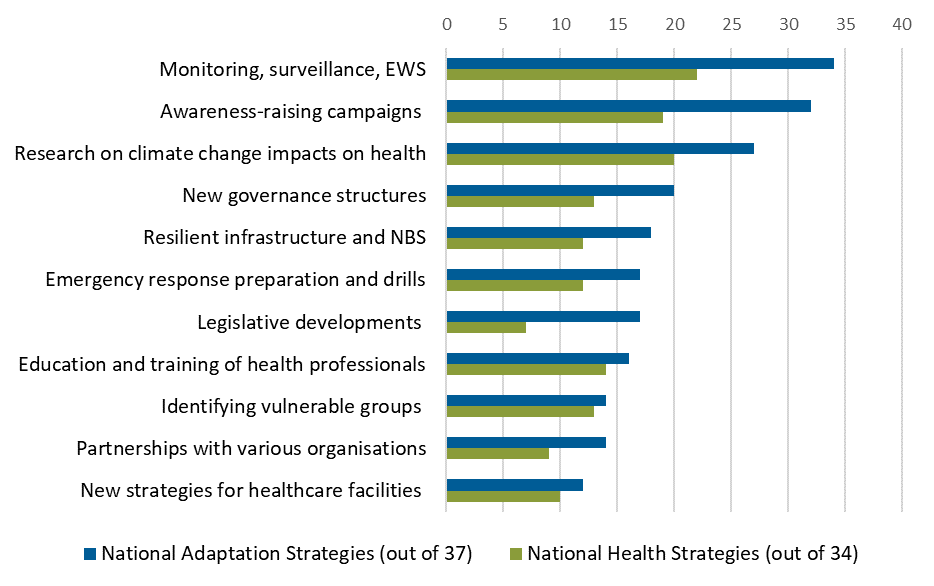 0 5 10 15 20 25 30 35 40
Monitoring, surveillance, EWS
Awareness-raising campaigns
Research on climate change impacts on health
New governance structures
Resilient infrastructure and NBS
Emergency response preparation and drills
Legislative developments
Education and training of health professionals
Identifying vulnerable groups
Partnerships with various organisations
New strategies for healthcare facilities
National Adaptation Strategies (out of 37) National Health Strategies (out of 34)